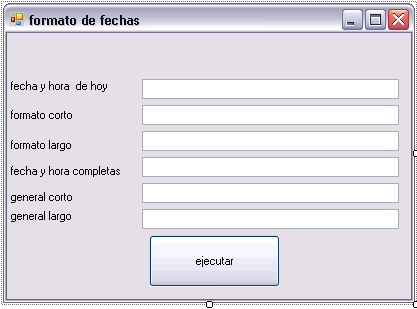 formato de fechas
fecha y hora  de hoy
formato corto
formato largo
fecha y hora completas
general corto
general largo
ejecutar